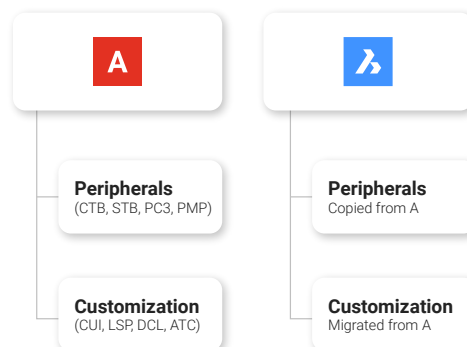 A
Peripherals
(CTB, STB, PC3, PMP)
Customization
(CUI, LSP, DCL, ATC)
Peripherals
Copied from A
Customization
Migrated from A